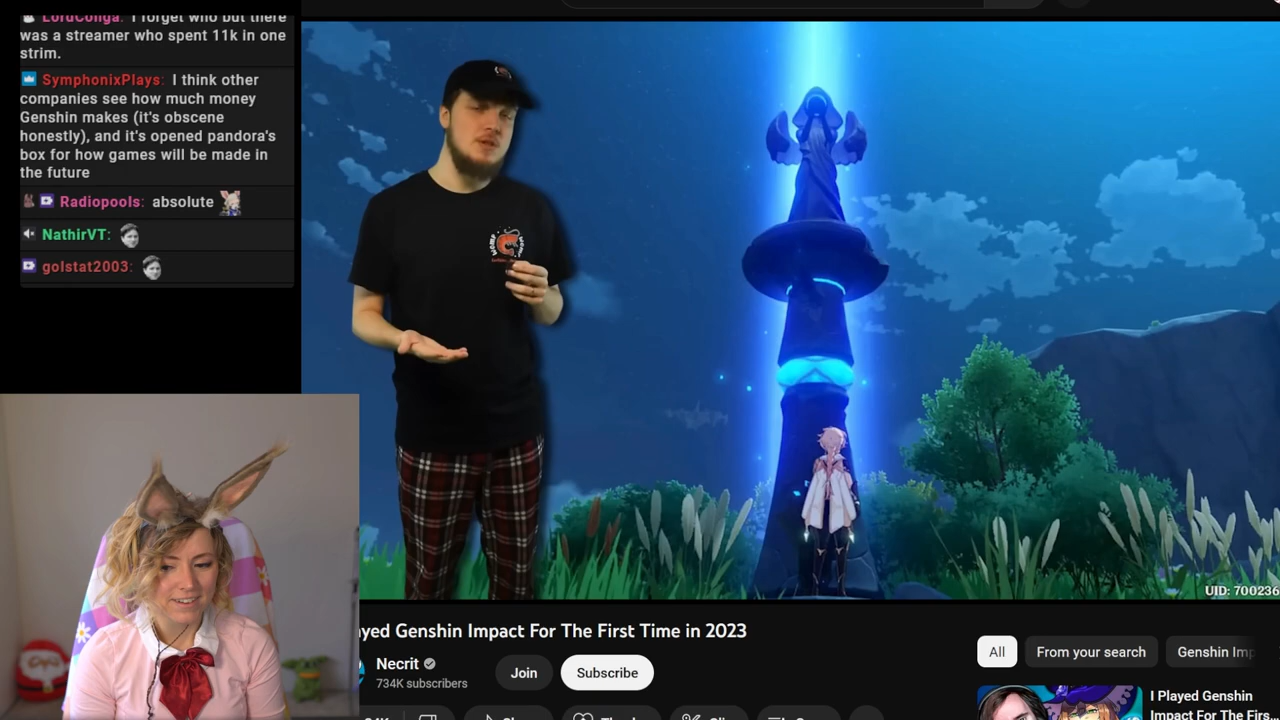 LoruConga: I forget who but there
was a streamer who spent 11k in one
strim.
SymphonixPlays: I think other
companies see how much money
Genshin makes (it's obscene
honestly), and it's opened pandora's
box for how games will be made in
the future
Radiopools: absolute
NathirVT:
golstat2003:
UID: 700236
ayed Genshin Impact For The First Time in 2023
Necrit
734K subscribers
Join
Subscribe
All
From your search
Genshin Imp
I Played Genshin
Impact For The Firs